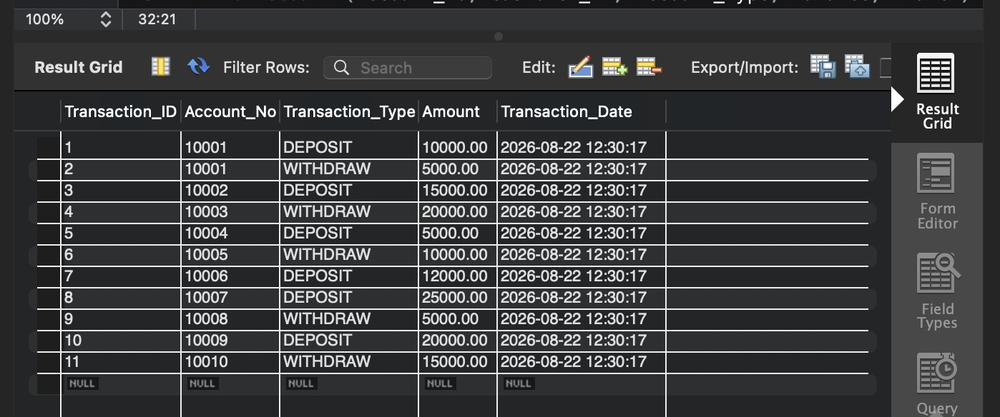 100% 32:21
Result Grid Filter Rows: Search Edit: Export/Import:
Transaction_ID Account_No Transaction_Type Amount Transaction_Date
1 10001 DEPOSIT 10000.00 2026-08-22 12:30:17
2 10001 WITHDRAW 5000.00 2026-08-22 12:30:17
3 10002 DEPOSIT 15000.00 2026-08-22 12:30:17
4 10003 WITHDRAW 20000.00 2026-08-22 12:30:17
5 10004 DEPOSIT 5000.00 2026-08-22 12:30:17
6 10005 WITHDRAW 10000.00 2026-08-22 12:30:17
7 10006 DEPOSIT 12000.00 2026-08-22 12:30:17
8 10007 DEPOSIT 25000.00 2026-08-22 12:30:17
9 10008 WITHDRAW 5000.00 2026-08-22 12:30:17
10 10009 DEPOSIT 20000.00 2026-08-22 12:30:17
11 10010 WITHDRAW 15000.00 2026-08-22 12:30:17
NULL NULL NULL NULL NULL
Result
Grid
Form
Editor
Field
Types
Query